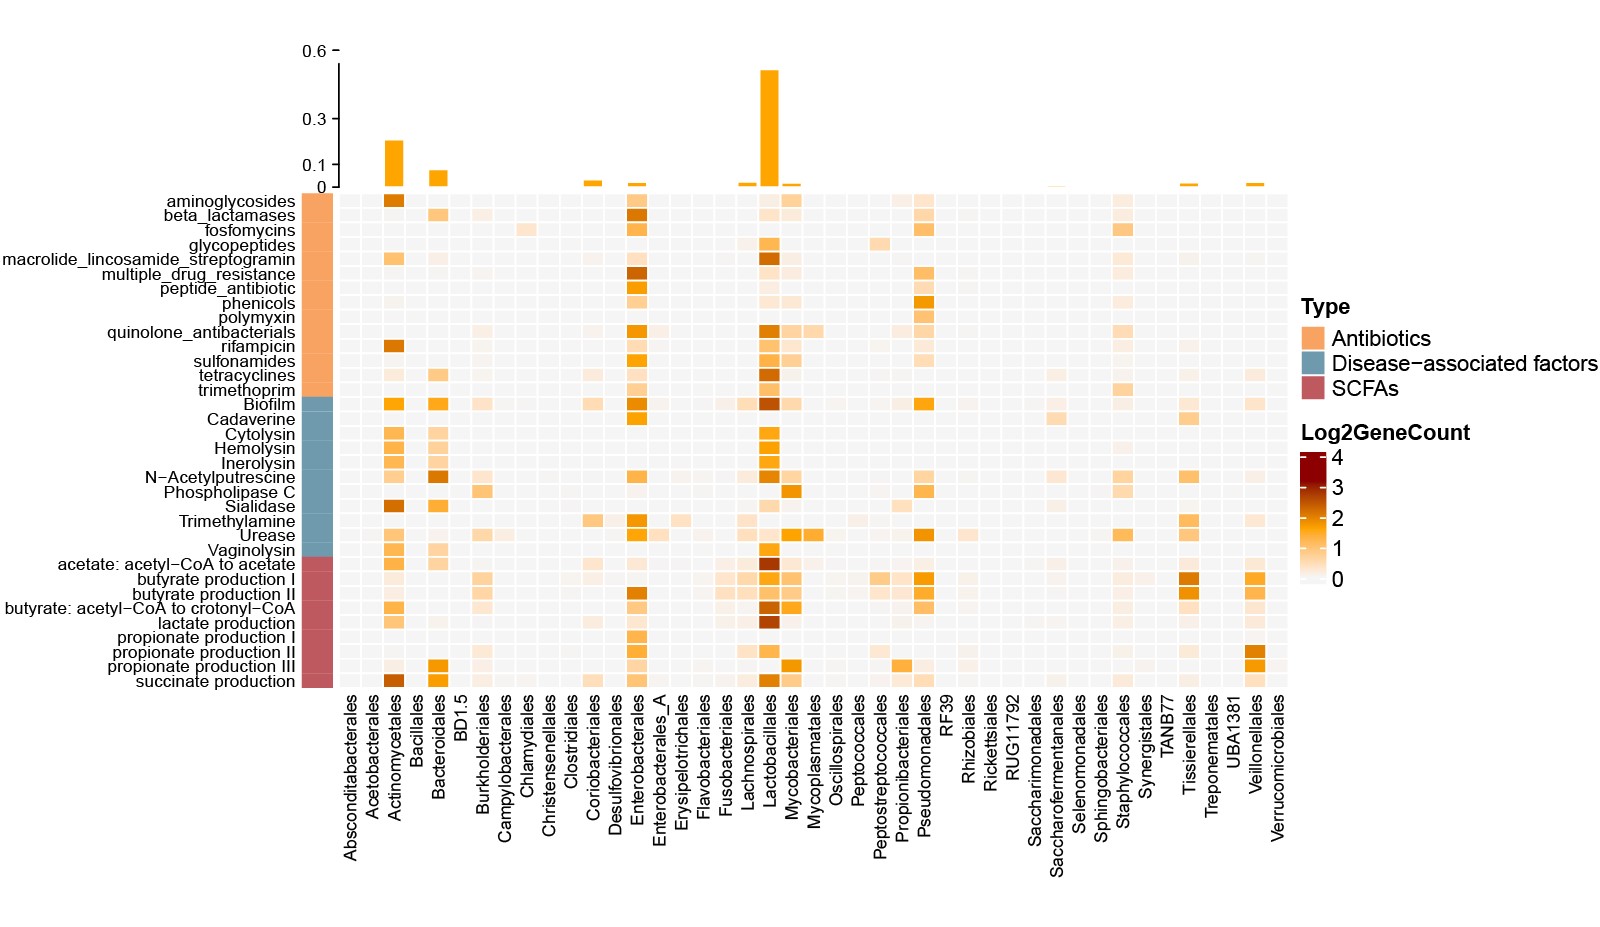 0.6
0.3
0.1
0
aminoglycosides
beta_lactamases
fosfomycins
glycopeptides
macrolide_lincosamide_streptogramin
multiple_drug_resistance
peptide_antibiotic
phenicols
polymyxin
quinolone_antibacterials
rifampicin
sulfonamides
tetracyclines
trimethoprim
Biofilm
Cadaverine
Cytolysin
Hemolysin
Inerolysin
N−Acetylputrescine
Phospholipase C
Sialidase
Trimethylamine
Urease
Vaginolysin
acetate: acetyl−CoA to acetate
butyrate production I
butyrate production II
butyrate: acetyl−CoA to crotonyl−CoA
lactate production
propionate production I
propionate production II
propionate production III
succinate production
Absconditabacterales
Acetobacterales
Actinomycetales
Bacillales
Bacteroidales
BD1.5
Burkholderiales
Campylobacterales
Chlamydiales
Christensenellales
Clostridiales
Coriobacteriales
Desulfovibrionales
Enterobacterales
Enterobacterales_A
Erysipelotrichales
Flavobacteriales
Fusobacteriales
Lachnospirales
Lactobacillales
Mycobacteriales
Mycoplasmatales
Oscillospirales
Peptococcales
Peptostreptococcales
Propionibacteriales
Pseudomonadales
RF39
Rhizobiales
Rickettsiales
RUG11792
Saccharimonadales
Saccharofermentanales
Selenomonadales
Sphingobacteriales
Staphylococcales
Synergistales
TANB77
Tissierellales
Treponematales
UBA1381
Veillonellales
Verrucomicrobiales
Type
Antibiotics
Disease−associated factors
SCFAs
Log2GeneCount
4
3
2
1
0